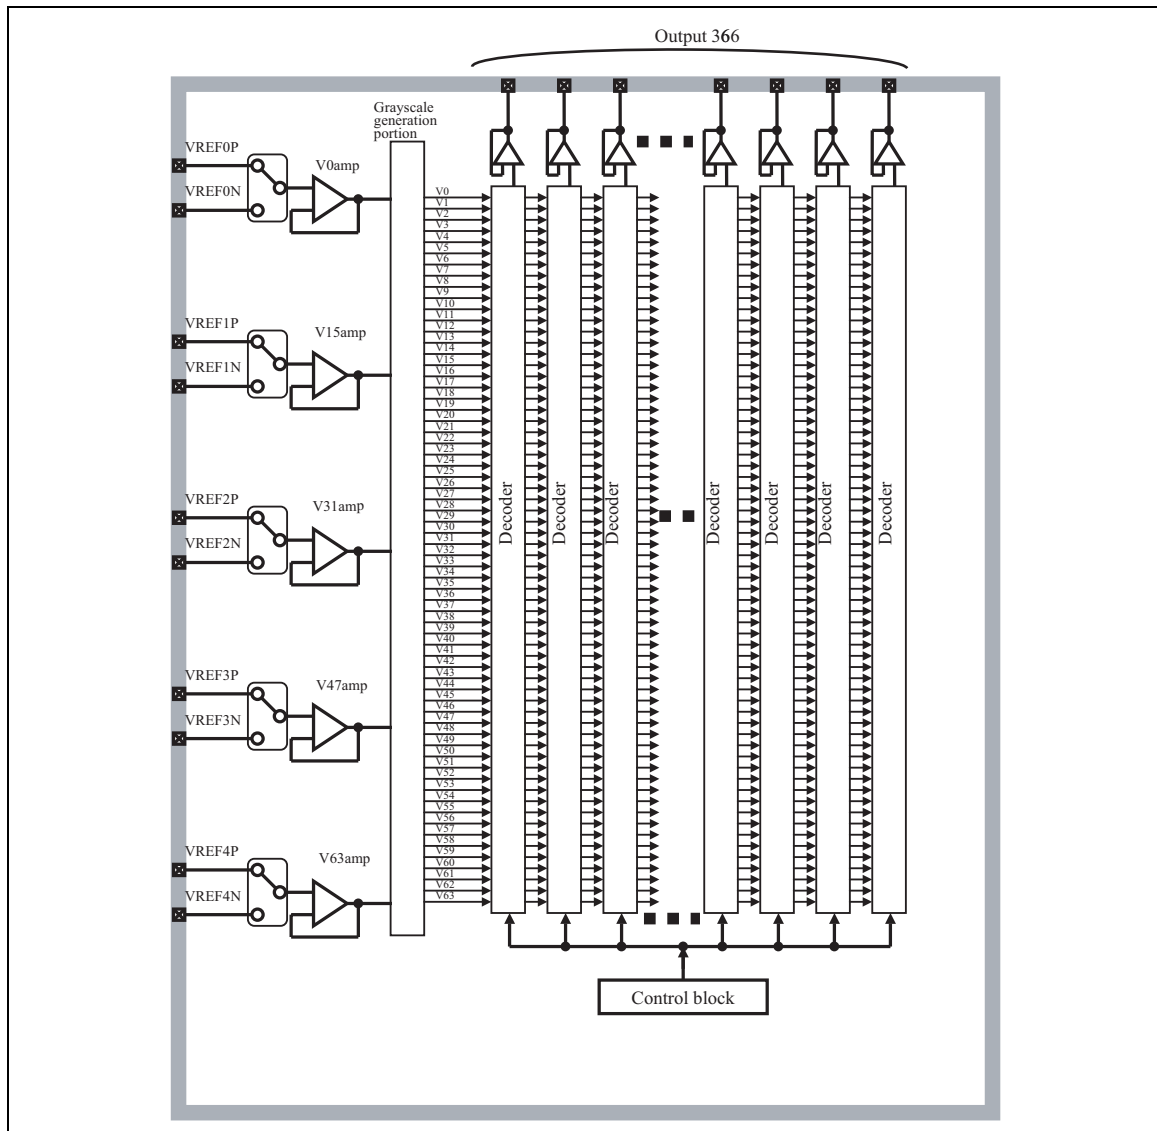 Output 366
Grayscale
generation
portion
VREF0P
V0amp
VREF0N
VREF1P
V15amp
VREF1N
VREF2P
V31amp
VREF2N
VREF3P
V47amp
VREF3N
VREF4P
V63amp
VREF4N
V0
V1
V2
V3
V4
V5
V6
V7
V8
V9
V10
V11
V12
V13
V14
V15
V16
V17
V18
V19
V20
V21
V22
V23
V24
V25
V26
V27
V28
V29
V30
V31
V32
V33
V34
V35
V36
V37
V38
V39
V40
V41
V42
V43
V44
V45
V46
V47
V48
V49
V50
V51
V52
V53
V54
V55
V56
V57
V58
V59
V60
V61
V62
V63
Decoder
Decoder
Decoder
Decoder
Decoder
Decoder
Decoder
Control block